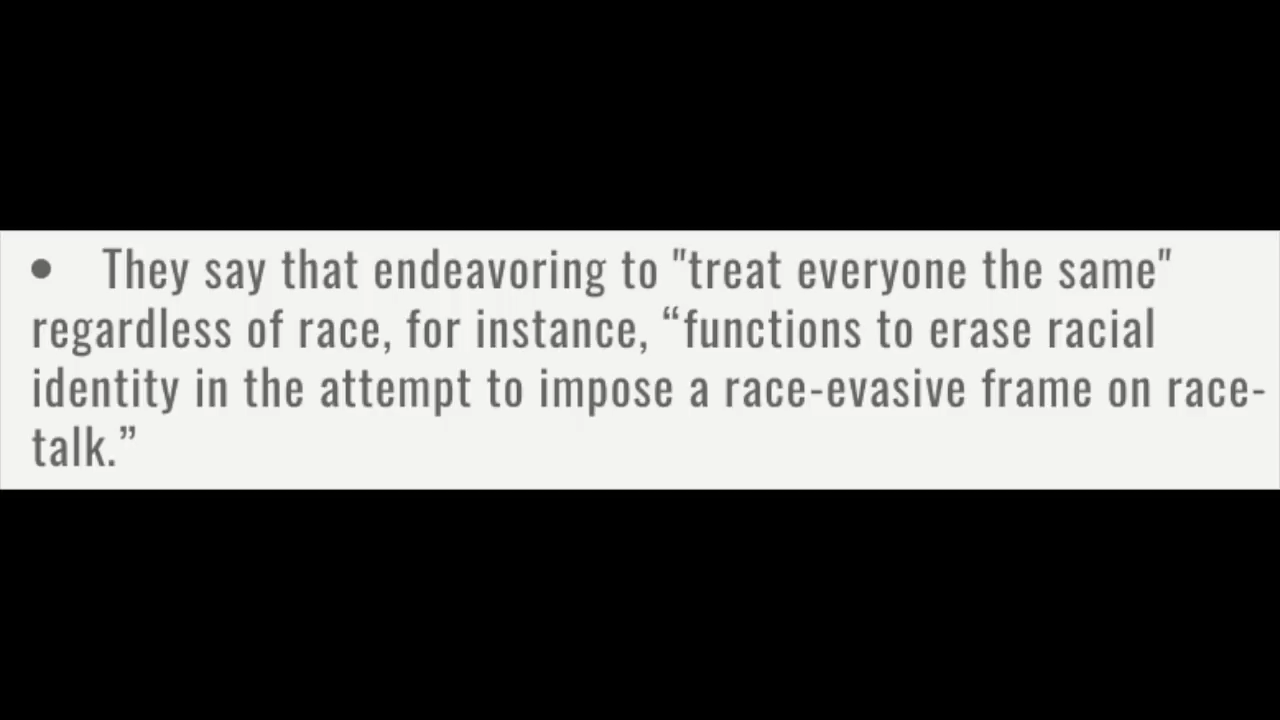 • They say that endeavoring to "treat everyone the same"
regardless of race, for instance, “functions to erase racial
identity in the attempt to impose a race-evasive frame on race-
talk.”